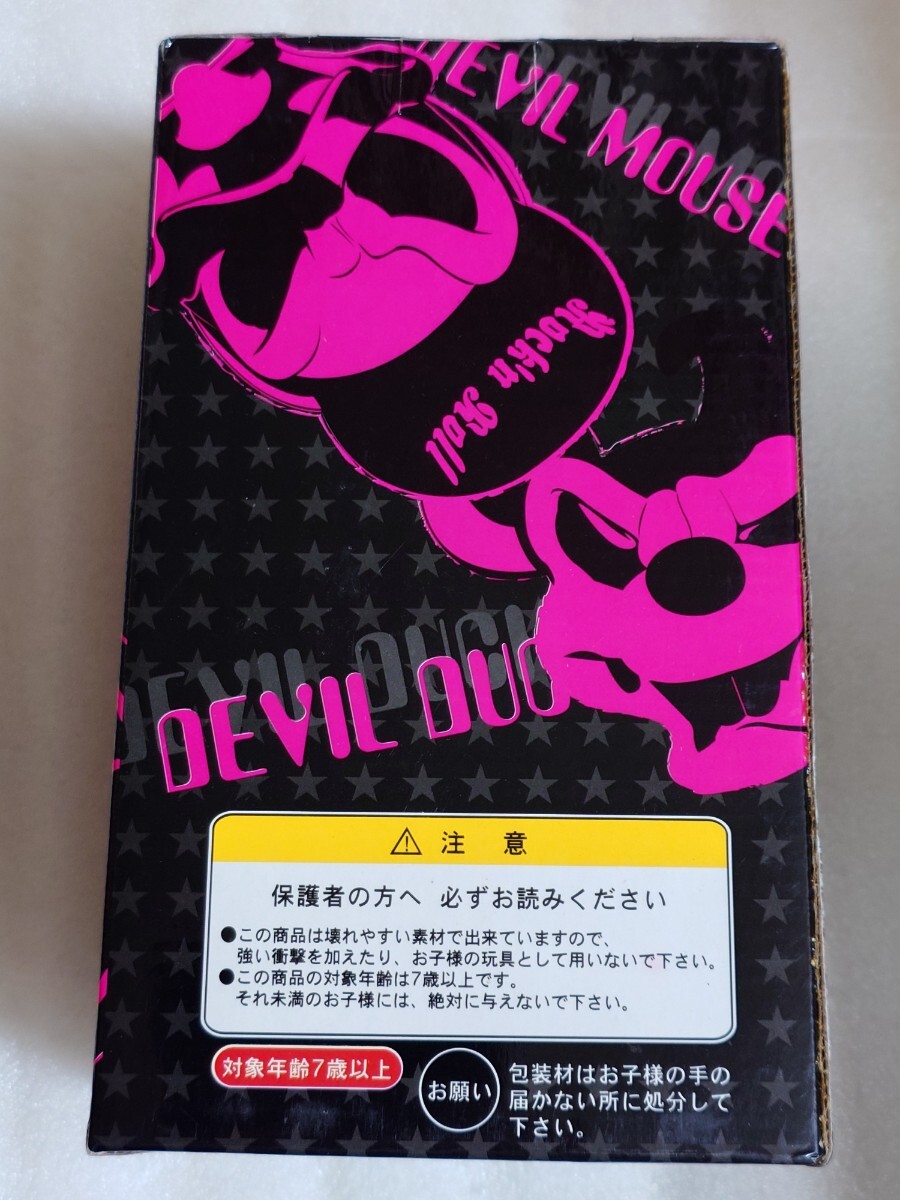 DEVIL MOUSE
DEVIL MO
Rock'n Roll
DEVIL DUCK
DEVIL DUC
⚠ 注 意
保護者の方へ 必ずお読みください
●この商品は壊れやすい素材で出来ていますので、
強い衝撃を加えたり、お子様の玩具として用いないで下さい。
●この商品の対象年齢は7歳以上です。
それ未満のお子様には、絶対に与えないで下さい。
対象年齢7歳以上
お願い
包装材はお子様の手の
届かない所に処分して
下さい。